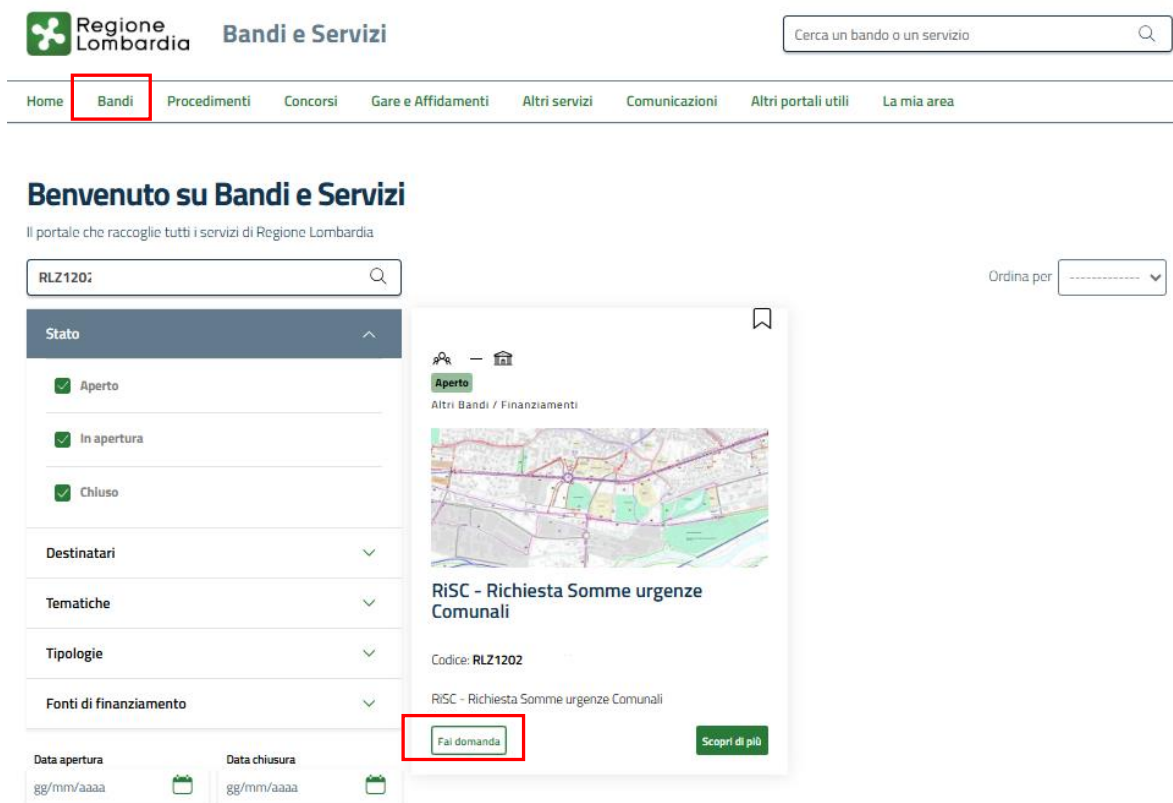 Regione
Lombardia
Bandi e Servizi
Cerca un bando o un servizio
Home Bandi Procedimenti Concorsi Gare e Affidamenti Altri servizi Comunicazioni Altri portali utili La mia area
Benvenuto su Bandi e Servizi
Il portale che raccoglie tutti i servizi di Regione Lombardia
RLZ1202
Ordina per -------------
Stato
Aperto
In apertura
Chiuso
Destinatari
Tematiche
Tipologie
Fonti di finanziamento
Data apertura Data chiusura
gg/mm/aaaa gg/mm/aaaa
Aperto
Altri Bandi / Finanziamenti
RiSC - Richiesta Somme urgenze
Comunali
Codice: RLZ1202
RiSC - Richiesta Somme urgenze Comunali
Fai domanda Scopri di più